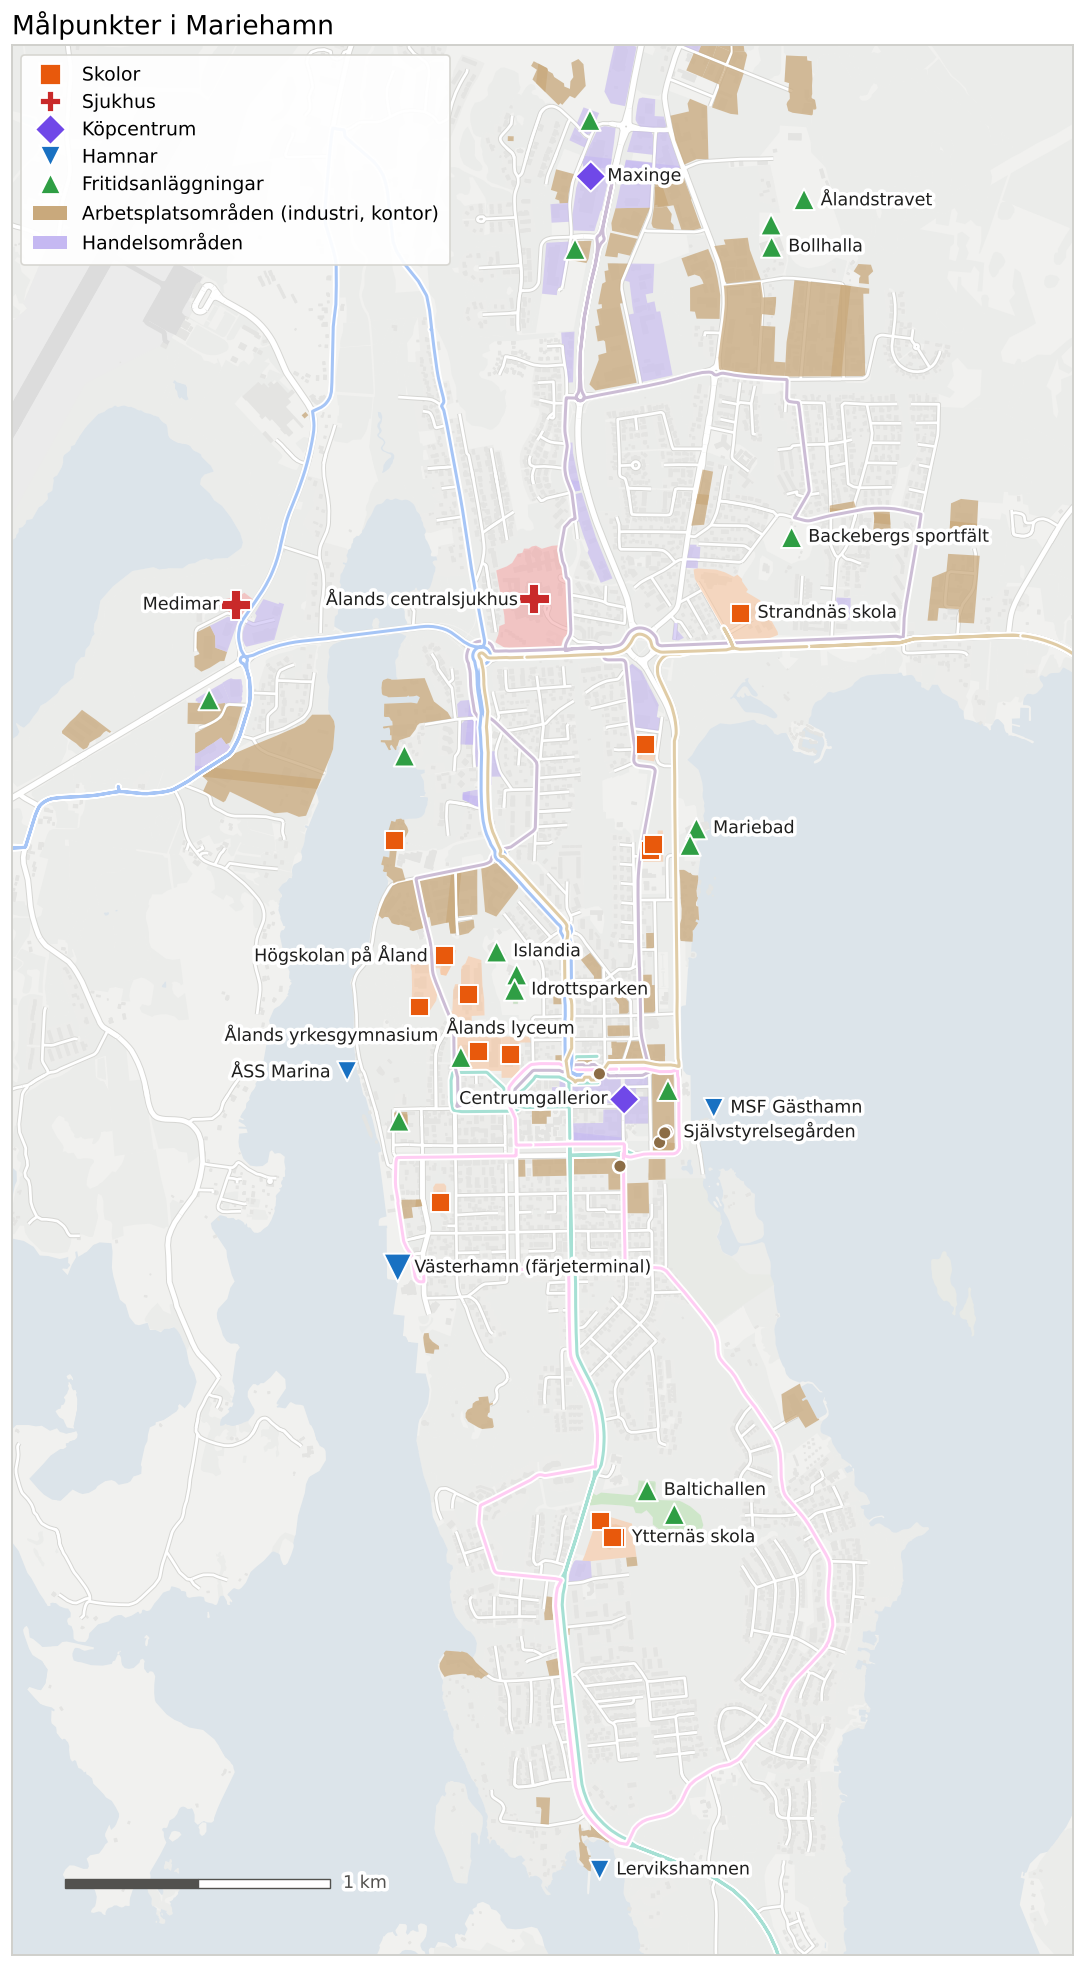 Målpunkter i Mariehamn
Skolor
Sjukhus
Köpcentrum
Hamnar
Fritidsanläggningar
Arbetsplatsområden (industri, kontor)
Handelsområden
Maxinge
Ålandstravet
Bollhalla
Backebergs sportfält
Medimar
Ålands centralsjukhus
Strandnäs skola
Mariebad
Högskolan på Åland
Islandia
Idrottsparken
Ålands yrkesgymnasium
Ålands lyceum
ÅSS Marina
Centrumgallerior
MSF Gästhamn
Självstyrelsegården
Västerhamn (färjeterminal)
Baltichallen
Ytternäs skola
Lervikshamnen
1 km